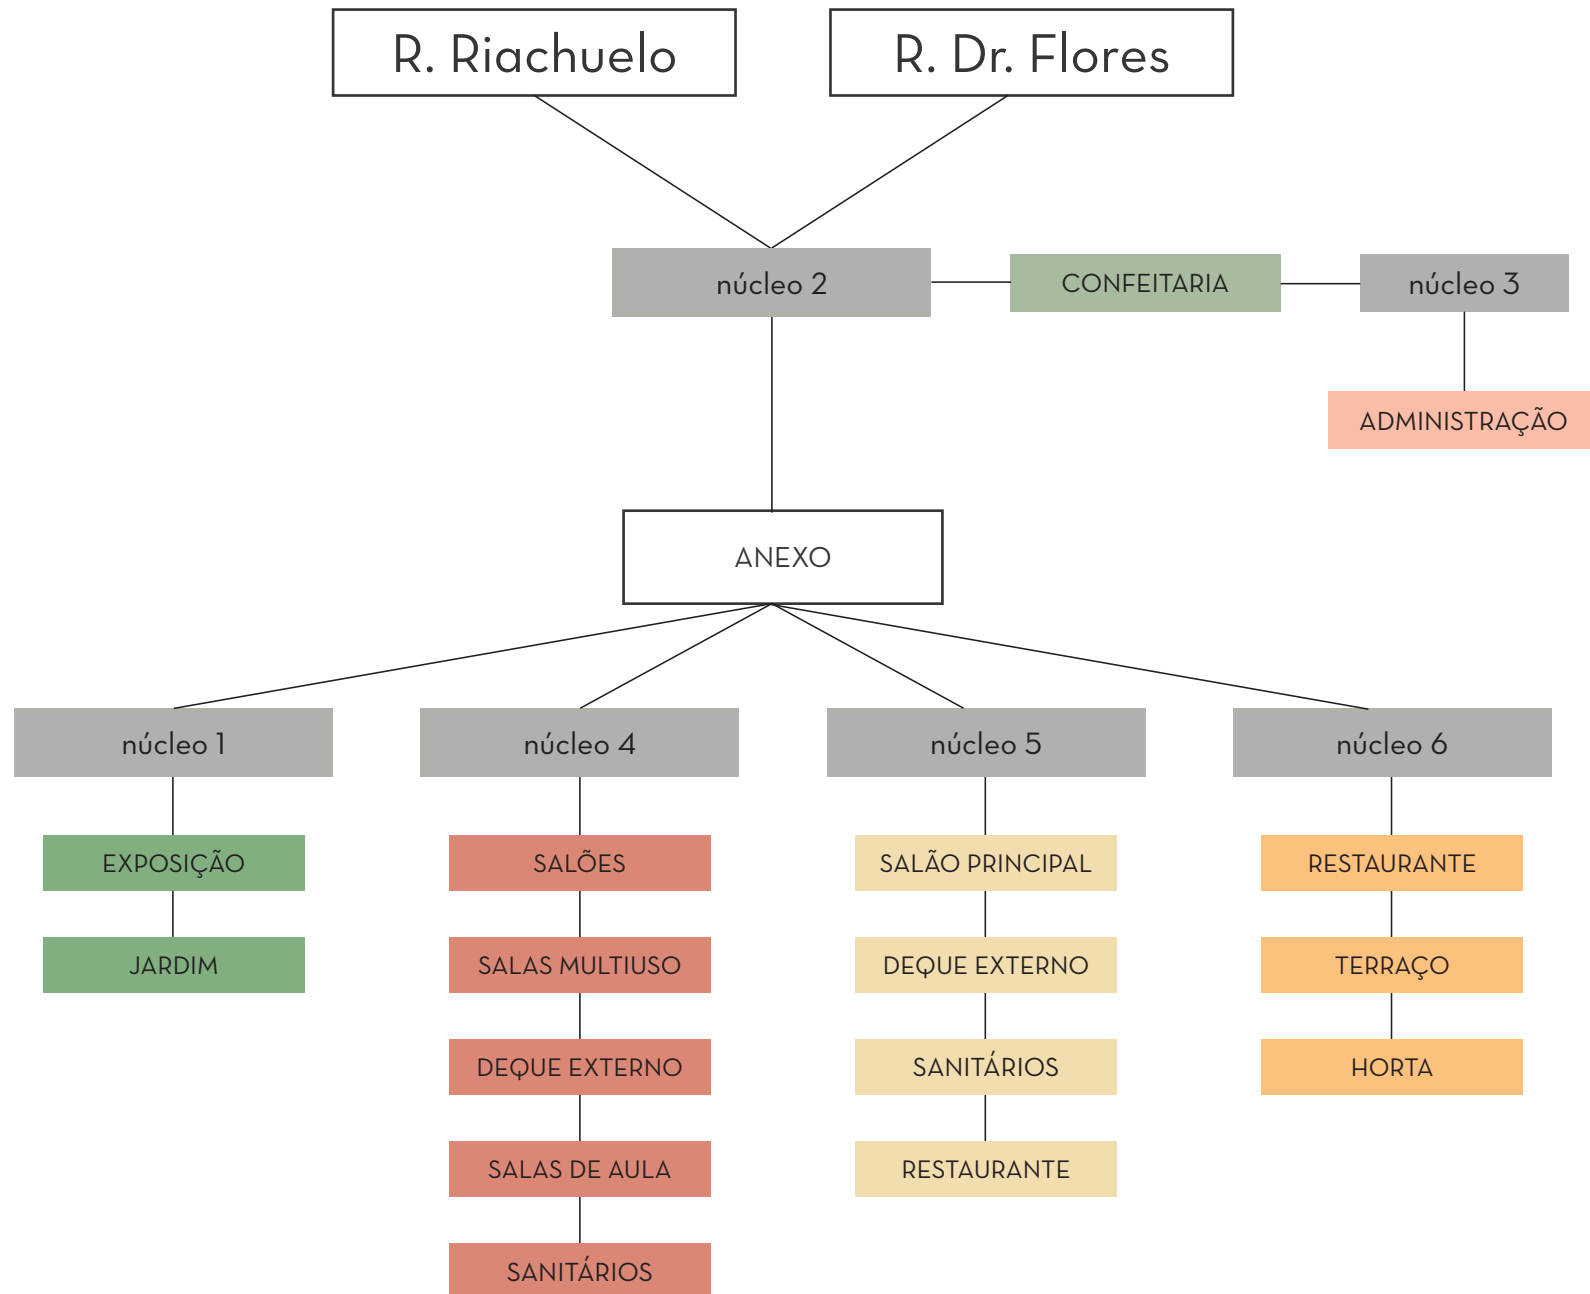 R. Riachuelo
R. Dr. Flores
núcleo 2
CONFEITARIA
núcleo 3
ADMINISTRAÇÃO
ANEXO
núcleo 1
núcleo 4
núcleo 5
núcleo 6
EXPOSIÇÃO
SALÕES
SALÃO PRINCIPAL
RESTAURANTE
JARDIM
SALAS MULTIUSO
DEQUE EXTERNO
TERRAÇO
DEQUE EXTERNO
SANITÁRIOS
HORTA
SALAS DE AULA
RESTAURANTE
SANITÁRIOS